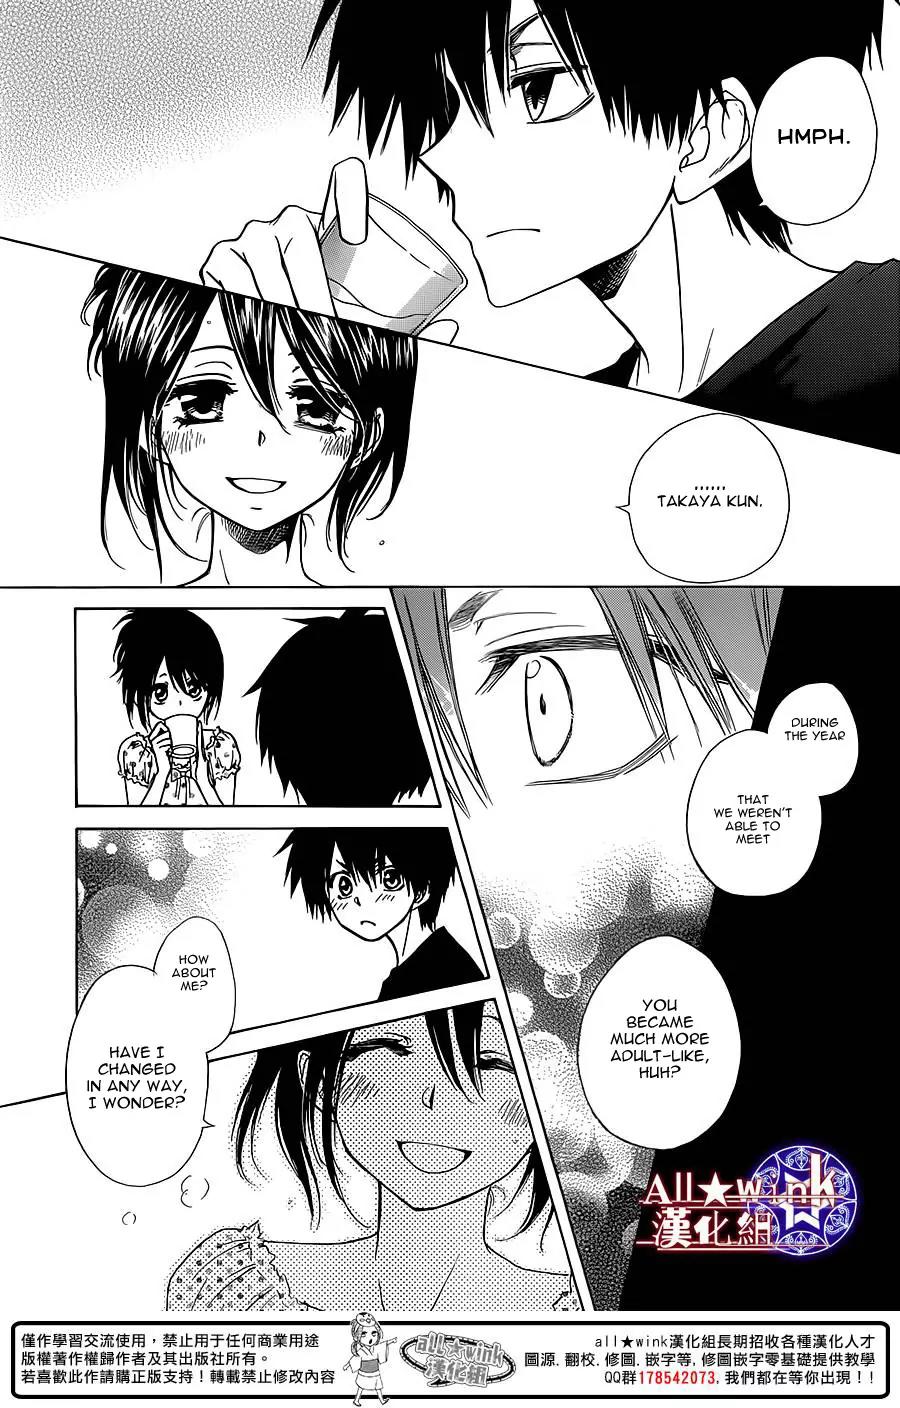 HMPH.
......
TAKAYA KUN.
DURING
THE YEAR
THAT
WE WEREN'T
ABLE TO
MEET
YOU
BECAME
MUCH MORE
ADULT-LIKE,
HUH?
HOW
ABOUT
ME?
HAVE I
CHANGED
IN ANY WAY,
I WONDER?
All★wink
漢化組
僅作學習交流使用，禁止用于任何商業用途
版權著作權歸作者及其出版社所有。
若喜歡此作請購正版支持！轉載禁止修改內容
all★wink
漢化組
all★wink漢化組長期招收各種漢化人才
圖源. 翻校. 修圖. 嵌字等, 修圖嵌字零基礎提供教學
QQ群178542073, 我們都在等你出現！！